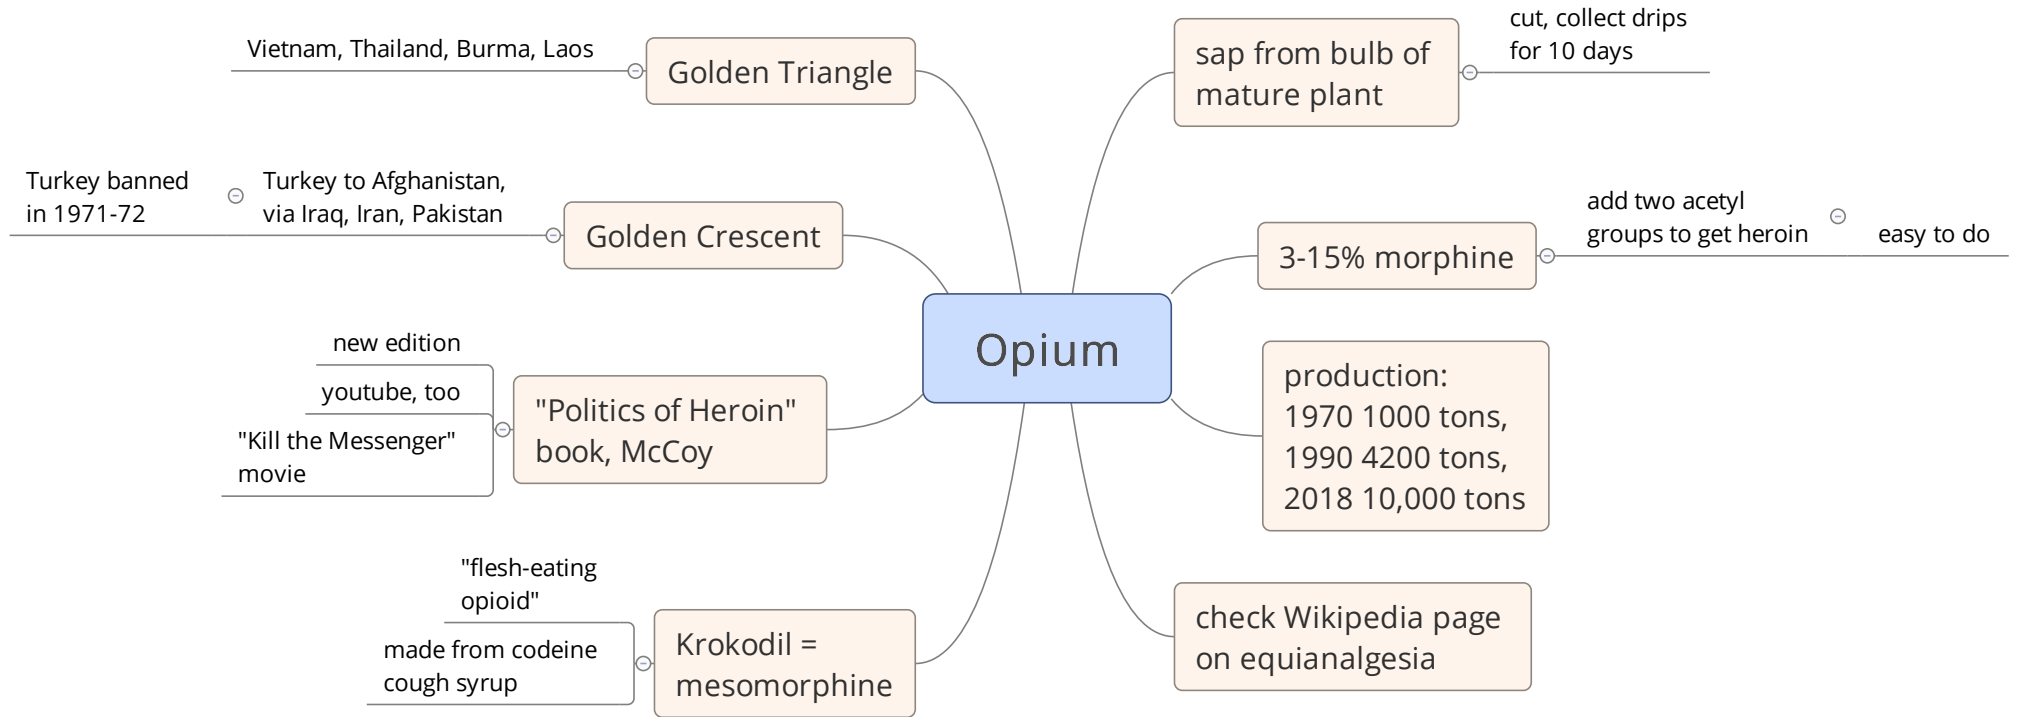 Opium
sap from bulb of
mature plant
cut, collect drips
for 10 days
3-15% morphine
add two acetyl
groups to get heroin
easy to do
production:
1970 1000 tons,
1990 4200 tons,
2018 10,000 tons
check Wikipedia page
on equianalgesia
Golden Triangle
Vietnam, Thailand, Burma, Laos
Golden Crescent
Turkey to Afghanistan,
via Iraq, Iran, Pakistan
Turkey banned
in 1971-72
"Politics of Heroin"
book, McCoy
new edition
youtube, too
"Kill the Messenger"
movie
Krokodil =
mesomorphine
"flesh-eating
opioid"
made from codeine
cough syrup